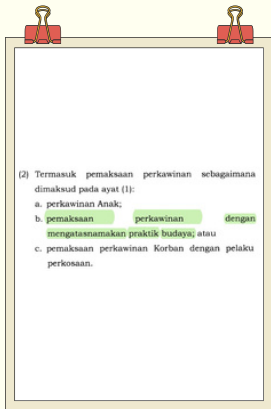 (2) Termasuk pemaksaan perkawinan sebagaimana
dimaksud pada ayat (1):
a. perkawinan Anak;
b. pemaksaan perkawinan dengan
mengatasnamakan praktik budaya; atau
c. pemaksaan perkawinan Korban dengan pelaku
perkosaan.